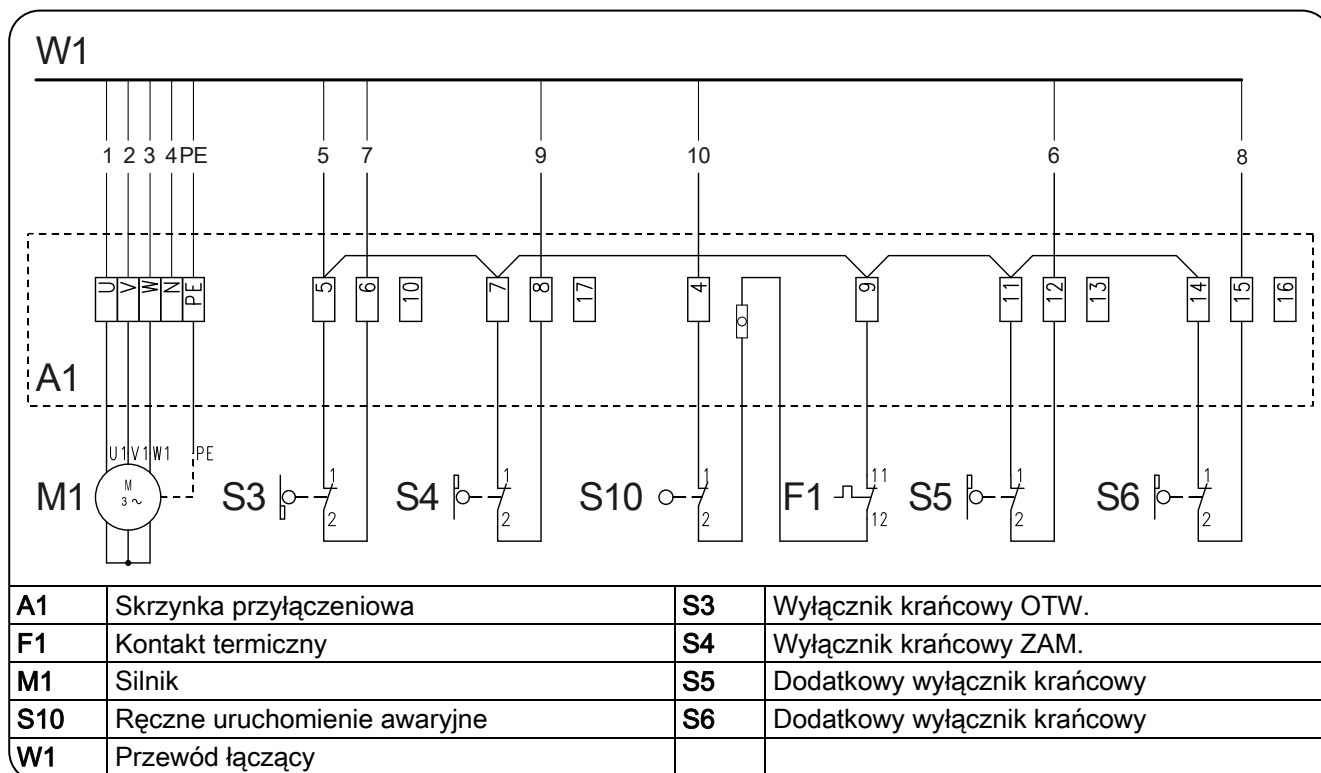 W1
1 2 3 4 PE 5 7 9 10 6 8
U V W N PE 5 6 10 7 8 17 4 9 11 12 13 14 15 16
A1
U1 V1 W1 PE
M1 M 3 ~ S3 1 2 S4 1 2 S10 1 2 F1 11 12 S5 1 2 S6 1 2
A1 Skrzynka przyłączeniowa S3 Wyłącznik krańcowy OTW.
F1 Kontakt termiczny S4 Wyłącznik krańcowy ZAM.
M1 Silnik S5 Dodatkowy wyłącznik krańcowy
S10 Ręczne uruchomienie awaryjne S6 Dodatkowy wyłącznik krańcowy
W1 Przewód łączący